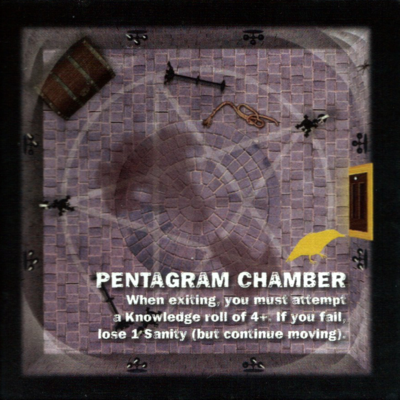 PENTAGRAM CHAMBER
When exiting, you must attempt
a Knowledge roll of 4+. If you fail,
lose 1 Sanity (but continue moving).